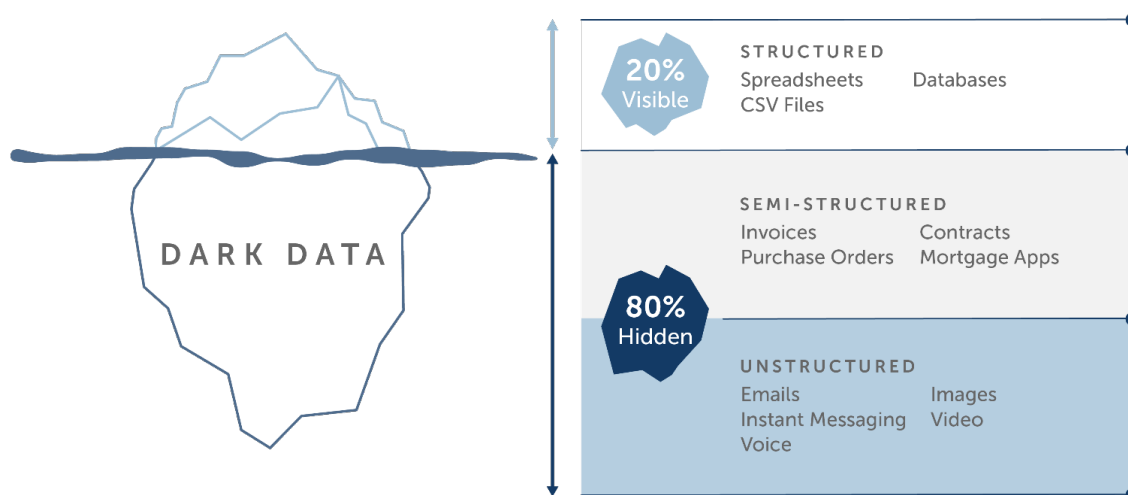 DARK DATA
20%
Visible
STRUCTURED
Spreadsheets Databases
CSV Files
SEMI-STRUCTURED
Invoices Contracts
Purchase Orders Mortgage Apps
80%
Hidden
UNSTRUCTURED
Emails Images
Instant Messaging Video
Voice